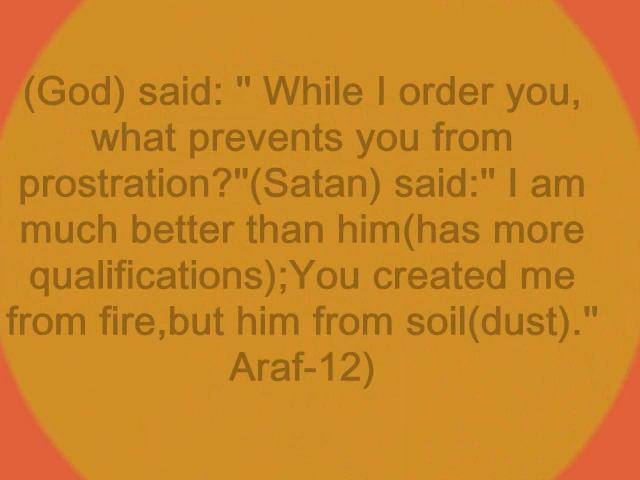 (God) said: " While I order you,
what prevents you from
prostration?"(Satan) said:" I am
much better than him(has more
qualifications);You created me
from fire,but him from soil(dust)."
Araf-12)